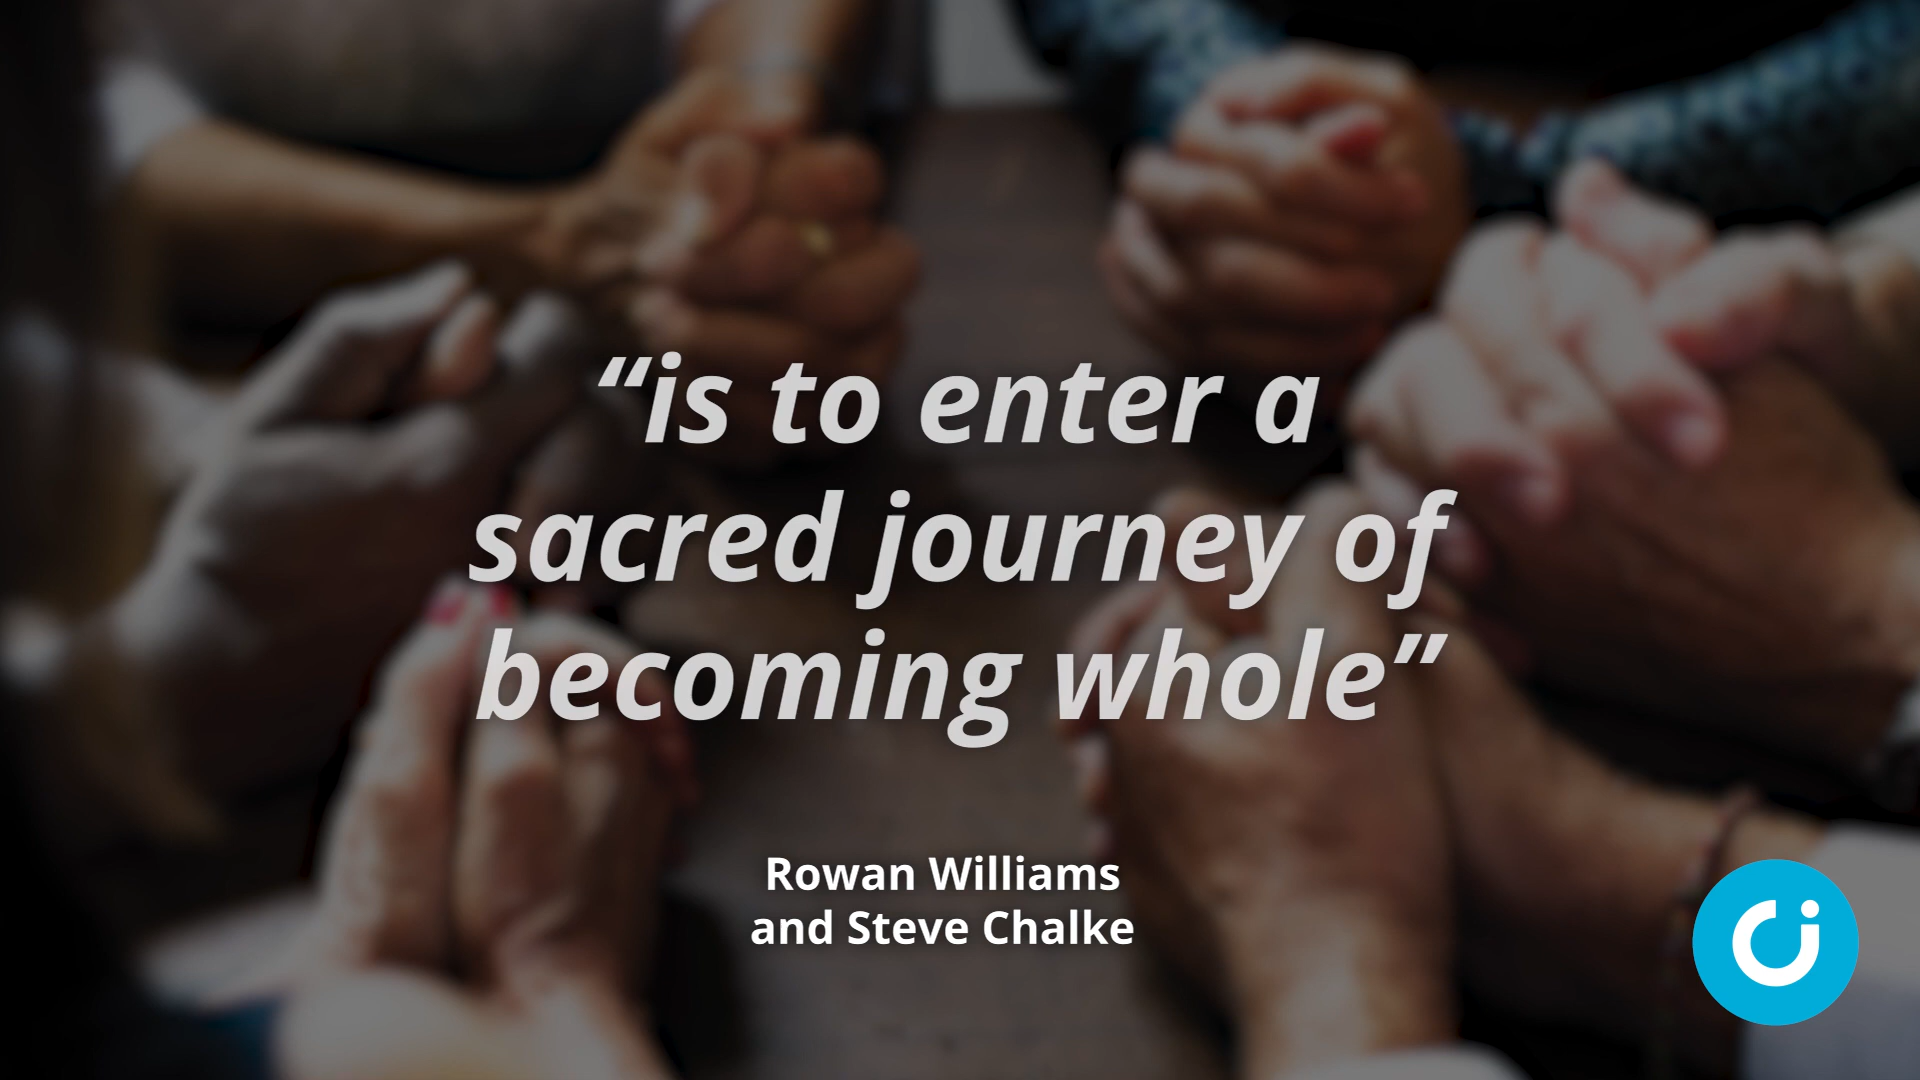 “is to enter a
sacred journey of
becoming whole”
Rowan Williams
and Steve Chalke